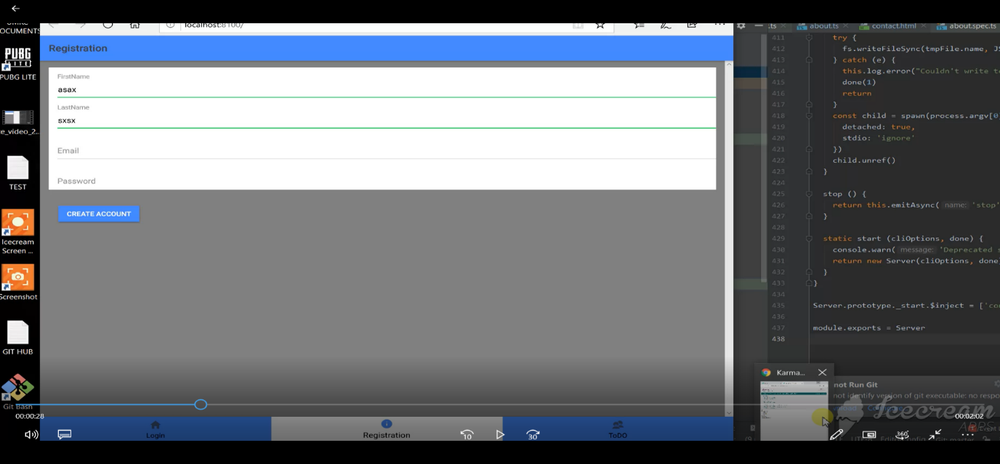 OCUMENTS
PUBG LITE
PUBG LITE
e_video_2...
TEST
Icecream
Screen ...
Screenshot
GIT HUB
Git Bash
localhost:8100/
Registration
FirstName
asax
LastName
sxsx
Email
Password
CREATE ACCOUNT
Login
Registration
ToDO
.ts
about.ts
contact.html
about.spec.ts
411 try {
412 fs.writeFileSync(tmpFile.name, JS
413 } catch (e) {
414 this.log.error("Couldn't write t
415 done(1)
416 return
417 }
418 const child = spawn(process.argv[0
419 detached: true,
420 stdio: 'ignore'
421 })
422 child.unref()
423 }
424
425 stop () {
426 return this.emitAsync( name: 'stop'
427 }
428
429 static start (cliOptions, done) {
430 console.warn( message: 'Deprecated s
431 return new Server(cliOptions, done
432 }
433 }
434
435 Server.prototype._start.$inject = ['co
436
437 module.exports = Server
438
Karma...
not Run Git
not identify version of git executable: no respo
Icecream
APPS
00:00:28
00:02:02
10
30
360